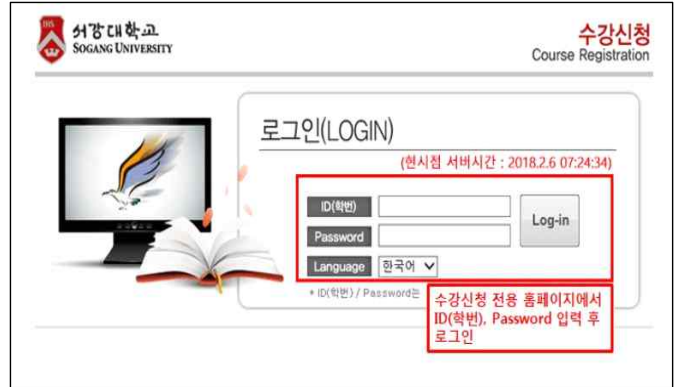 서강대학교
SOGANG UNIVERSITY
수강신청
Course Registration
로그인(LOGIN)
(현시점 서버시간 : 2018.2.6 07:24:34)
ID(학번)
Log-in
Password
Language 한국어
* ID(학번) / Password는
수강신청 전용 홈페이지에서
ID(학번), Password 입력 후
로그인